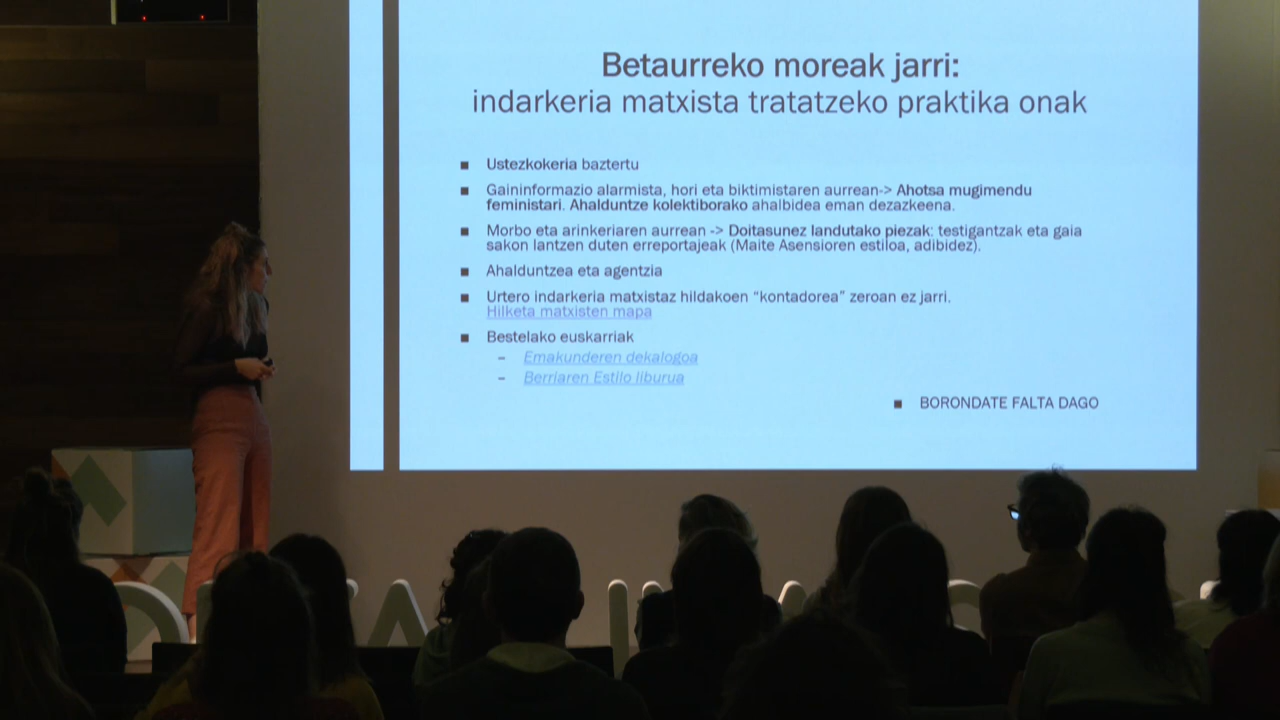 Betaurreko moreak jarri:
indarkeria matxista tratatzeko praktika onak
■ Ustezkokeria baztertu
■ Gaininformazio alarmista, hori eta biktimistaren aurrean-> Ahotsa mugimendu
feministari. Ahalduntze kolektiborako ahalbidea eman dezazkeena.
■ Morbo eta arinkeriaren aurrean -> Doitasunez landutako piezak: testigantzak eta gaia
sakon lantzen duten erreportajeak (Maite Asensioren estiloa, adibidez).
■ Ahalduntzea eta agentzia
■ Urtero indarkeria matxistaz hildakoen “kontadorea” zeroan ez jarri.
Hilketa matxisten mapa
■ Bestelako euskarriak
– Emakunderen dekalogoa
– Berriaren Estilo liburua
■ BORONDATE FALTA DAGO